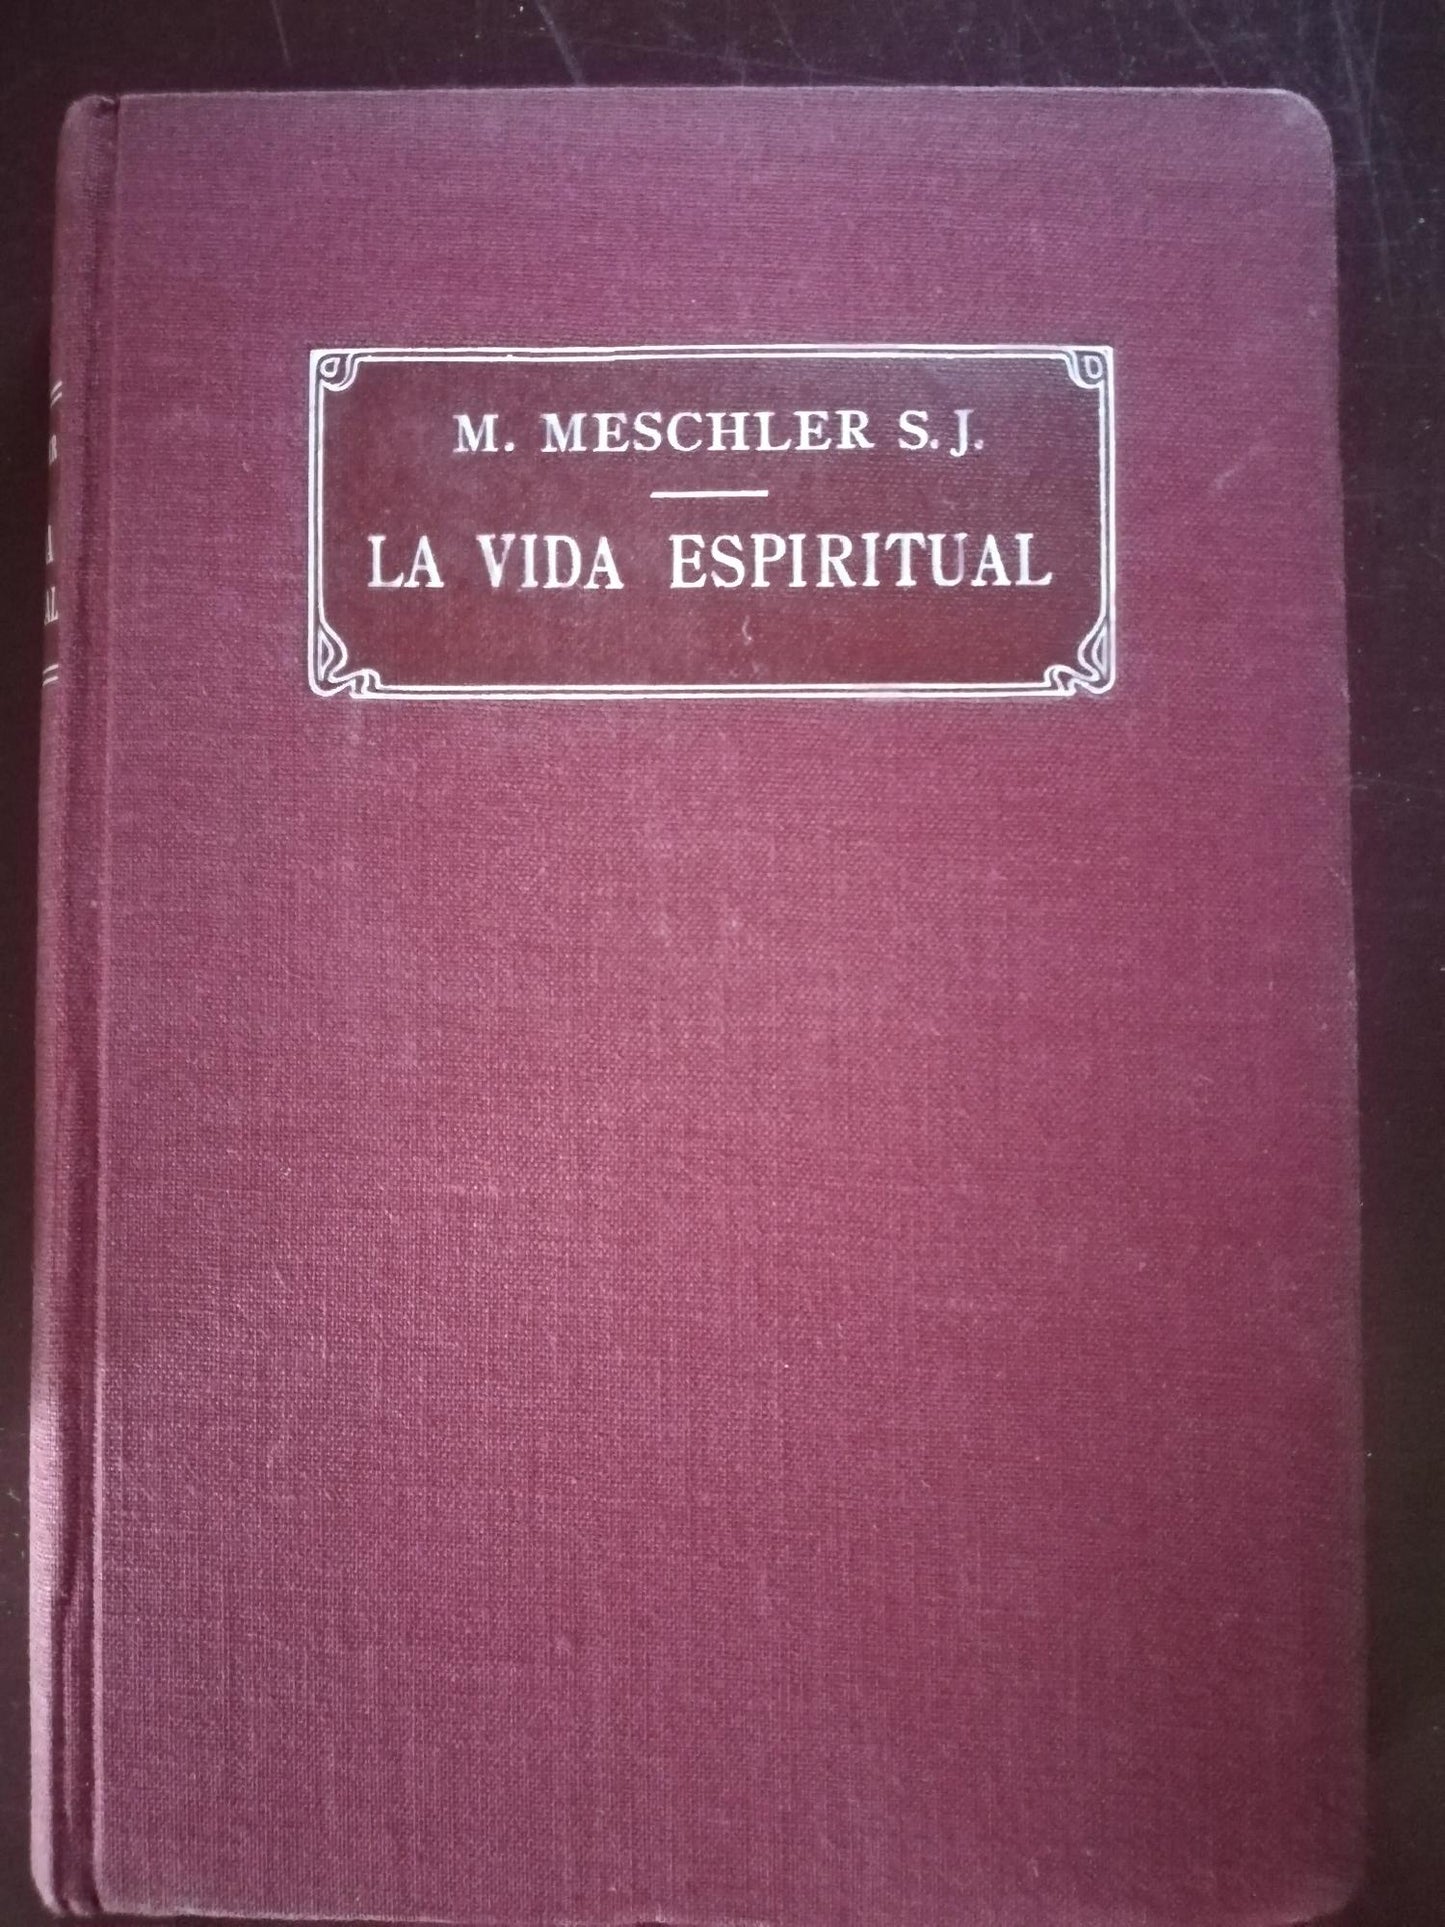 M. MESCHLER S. J.
LA VIDA ESPIRITUAL